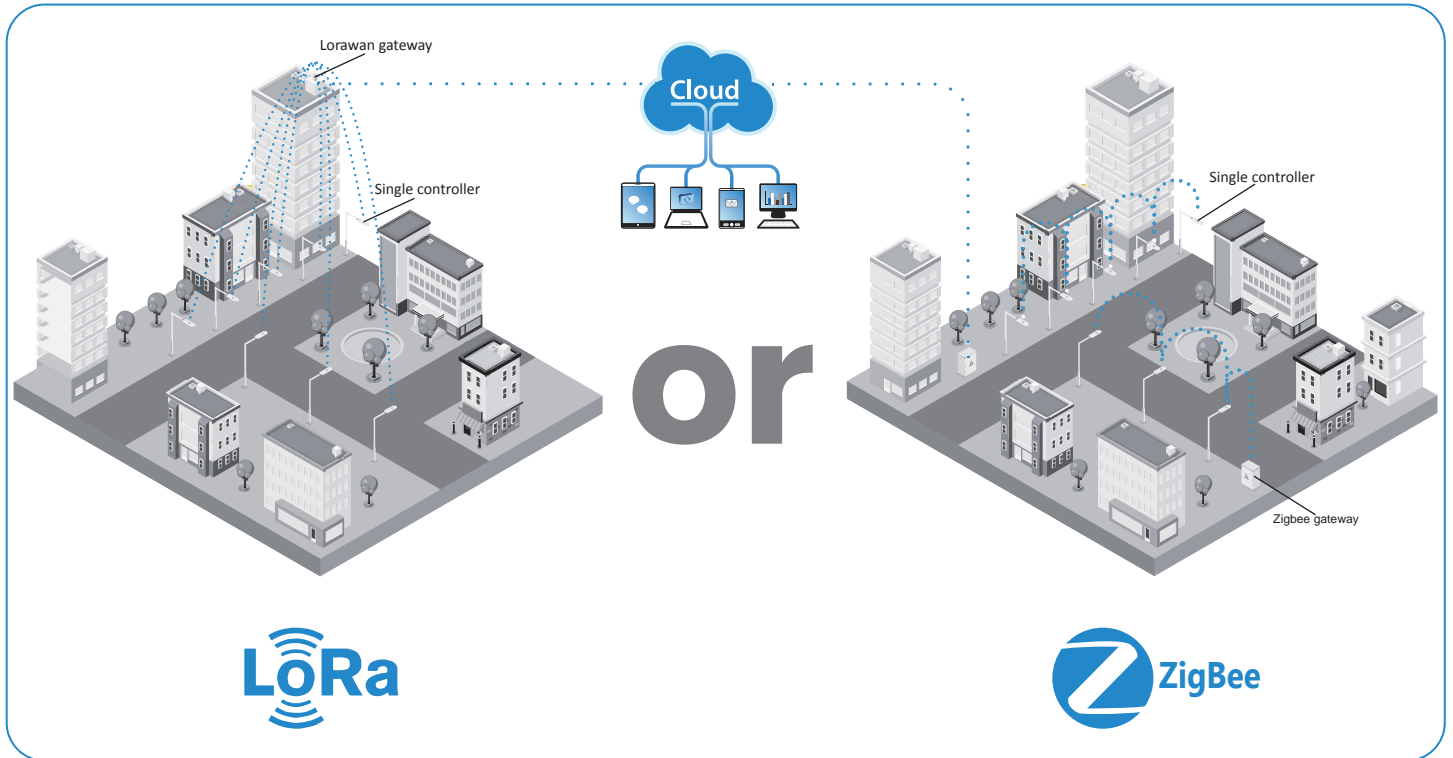 Lorawan gateway
Cloud
Single controller
Single controller
or
Zigbee gateway
LoRa
ZigBee